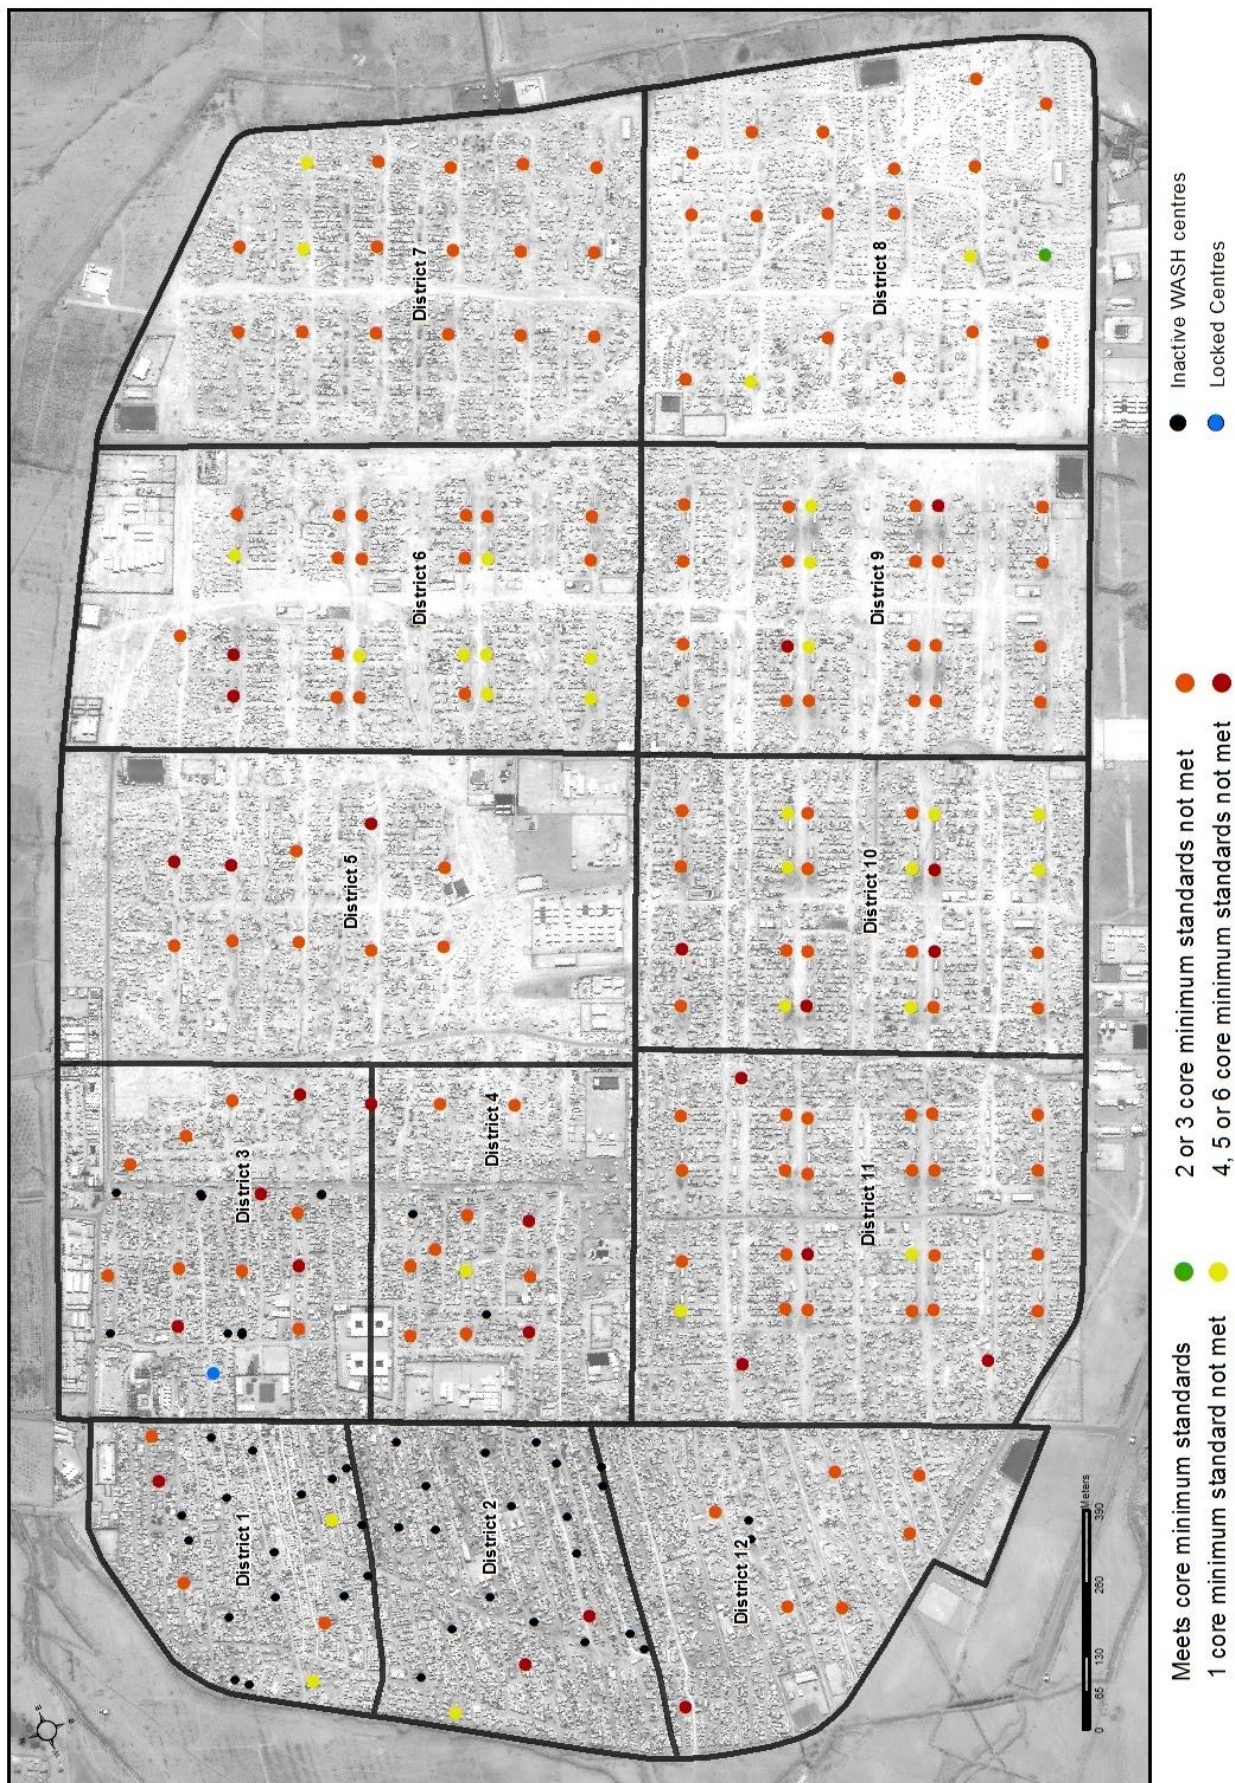 District 1
District 2
District 12
District 3
District 4
District 11
District 5
District 10
District 6
District 9
District 7
District 8
0 65 130 260 390
Meters
Meets core minimum standards
1 core minimum standard not met
2 or 3 core minimum standards not met
4, 5 or 6 core minimum standards not met
Inactive WASH centres
Locked Centres